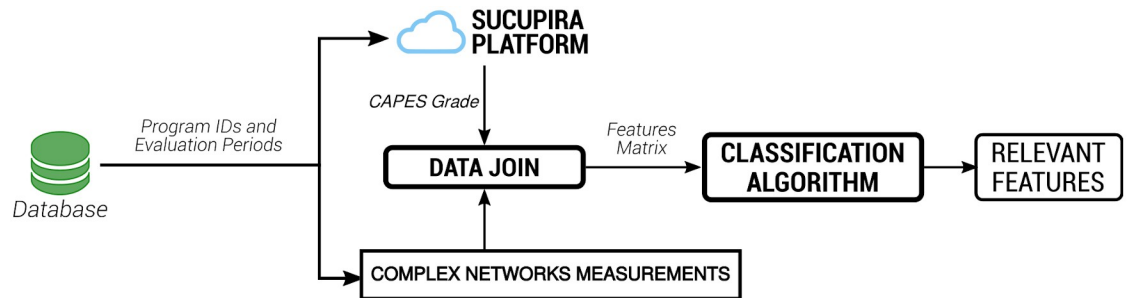 SUCUPIRA
PLATFORM
CAPES Grade
Program IDs and
Evaluation Periods
Database
DATA JOIN
Features
Matrix
CLASSIFICATION
ALGORITHM
RELEVANT
FEATURES
COMPLEX NETWORKS MEASUREMENTS